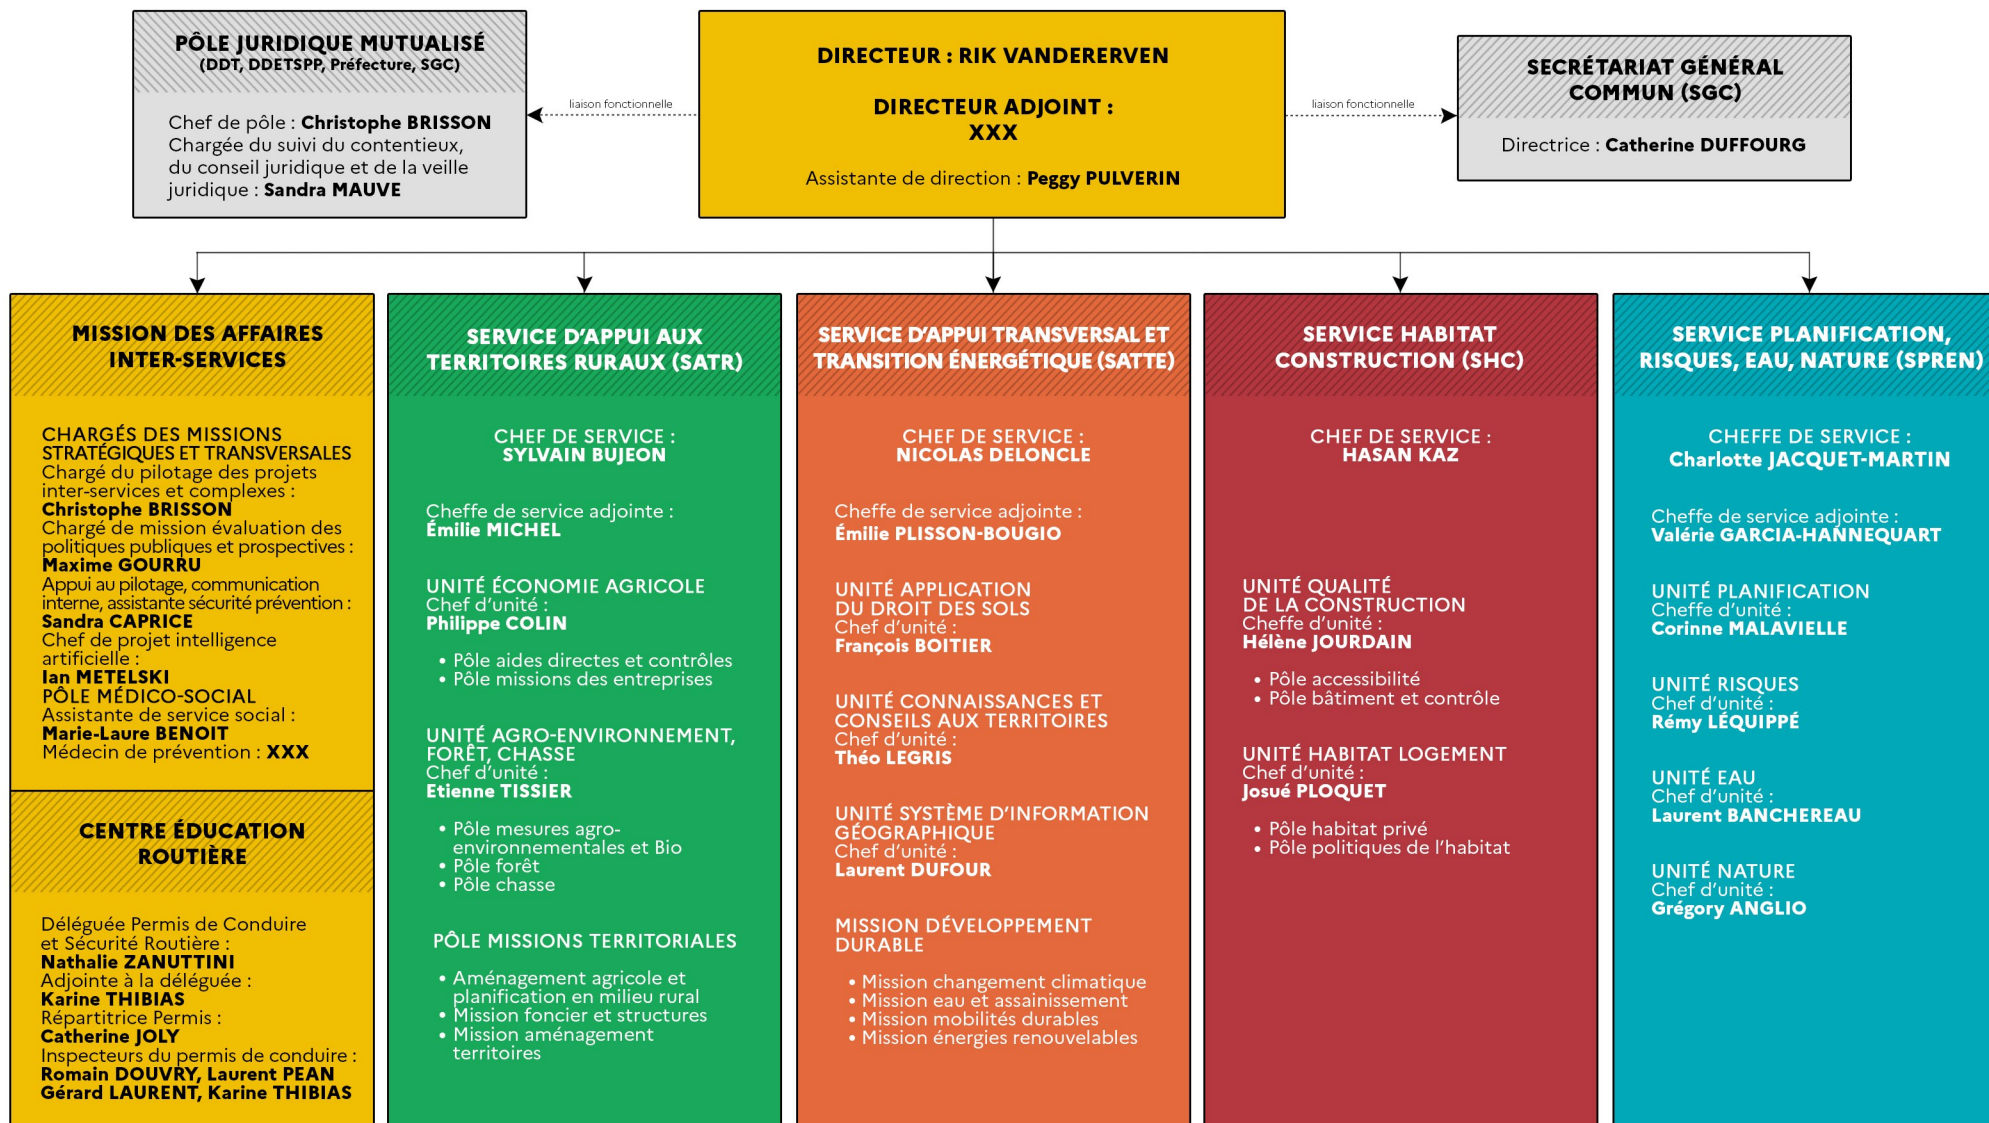 PÔLE JURIDIQUE MUTUALISÉ
(DDT, DDETSPP, Préfecture, SGC)
Chef de pôle : Christophe BRISSON
Chargée du suivi du contentieux,
du conseil juridique et de la veille
juridique : Sandra MAUVE
liaison fonctionnelle
DIRECTEUR : RIK VANDERERVEN
DIRECTEUR ADJOINT :
XXX
Assistante de direction : Peggy PULVERIN
liaison fonctionnelle
SECRÉTARIAT GÉNÉRAL
COMMUN (SGC)
Directrice : Catherine DUFFOURG
MISSION DES AFFAIRES
INTER-SERVICES
CHARGÉS DES MISSIONS
STRATÉGIQUES ET TRANSVERSALES
Chargé du pilotage des projets
inter-services et complexes :
Christophe BRISSON
Chargé de mission évaluation des
politiques publiques et prospectives :
Maxime GOURRU
Appui au pilotage, communication
interne, assistante sécurité prévention :
Sandra CAPRICE
Chef de projet intelligence
artificielle :
Ian METELSKI
PÔLE MÉDICO-SOCIAL
Assistante de service social :
Marie-Laure BENOIT
Médecin de prévention : XXX
CENTRE ÉDUCATION
ROUTIÈRE
Déléguée Permis de Conduire
et Sécurité Routière :
Nathalie ZANUTTINI
Adjointe à la déléguée :
Karine THIBIAS
Répartitrice Permis :
Catherine JOLY
Inspecteurs du permis de conduire :
Romain DOUVRY, Laurent PEAN
Gérard LAURENT, Karine THIBIAS
SERVICE D'APPUI AUX
TERRITOIRES RURAUX (SATR)
CHEF DE SERVICE :
SYLVAIN BUJEON
Cheffe de service adjointe :
Émilie MICHEL
UNITÉ ÉCONOMIE AGRICOLE
Chef d'unité :
Philippe COLIN
• Pôle aides directes et contrôles
• Pôle missions des entreprises
UNITÉ AGRO-ENVIRONNEMENT,
FORÊT, CHASSE
Chef d'unité :
Etienne TISSIER
• Pôle mesures agro-
environnementales et Bio
• Pôle forêt
• Pôle chasse
PÔLE MISSIONS TERRITORIALES
• Aménagement agricole et
planification en milieu rural
• Mission foncier et structures
• Mission aménagement
territoires
SERVICE D'APPUI TRANSVERSAL ET
TRANSITION ÉNERGÉTIQUE (SATTE)
CHEF DE SERVICE :
NICOLAS DELONCLE
Cheffe de service adjointe :
Émilie PLISSON-BOUGIO
UNITÉ APPLICATION
DU DROIT DES SOLS
Chef d'unité :
François BOITIER
UNITÉ CONNAISSANCES ET
CONSEILS AUX TERRITOIRES
Chef d'unité :
Théo LEGRIS
UNITÉ SYSTÈME D'INFORMATION
GÉOGRAPHIQUE
Chef d'unité :
Laurent DUFOUR
MISSION DÉVELOPPEMENT
DURABLE
• Mission changement climatique
• Mission eau et assainissement
• Mission mobilités durables
• Mission énergies renouvelables
SERVICE HABITAT
CONSTRUCTION (SHC)
CHEF DE SERVICE :
HASAN KAZ
UNITÉ QUALITÉ
DE LA CONSTRUCTION
Cheffe d'unité :
Hélène JOURDAIN
• Pôle accessibilité
• Pôle bâtiment et contrôle
UNITÉ HABITAT LOGEMENT
Chef d'unité :
Josué PLOQUET
• Pôle habitat privé
• Pôle politiques de l'habitat
SERVICE PLANIFICATION,
RISQUES, EAU, NATURE (SPREN)
CHEFFE DE SERVICE :
Charlotte JACQUET-MARTIN
Cheffe de service adjointe :
Valérie GARCIA-HANNEQUART
UNITÉ PLANIFICATION
Cheffe d'unité :
Corinne MALAVIELLE
UNITÉ RISQUES
Chef d'unité :
Rémy LÉQUIPPÉ
UNITÉ EAU
Chef d'unité :
Laurent BANCHEREAU
UNITÉ NATURE
Chef d'unité :
Grégory ANGLIO